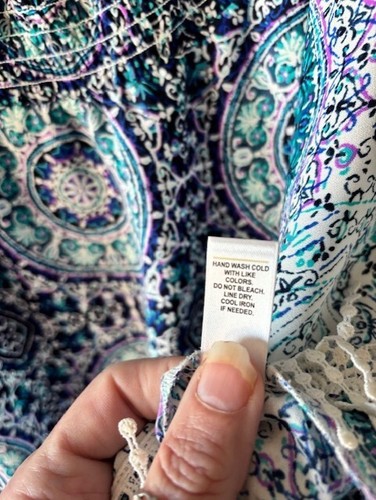 HAND WASH COLD
WITH LIKE
COLORS.
DO NOT BLEACH.
LINE DRY.
COOL IRON
IF NEEDED.